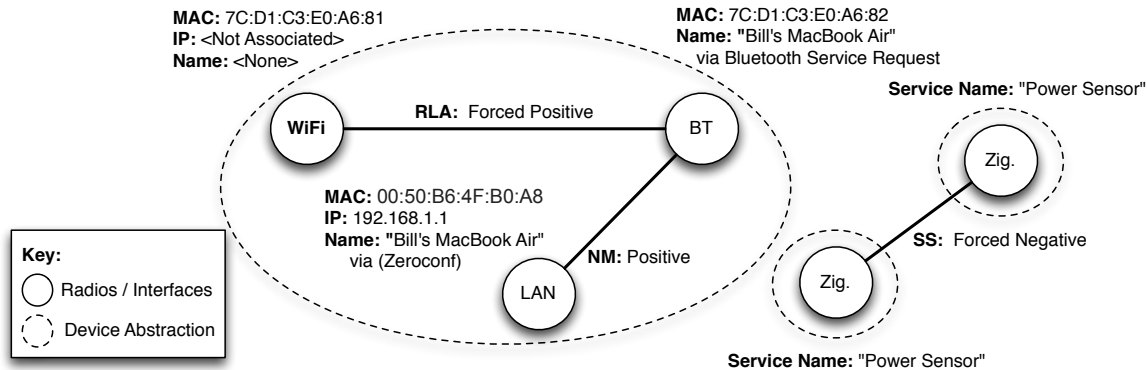 MAC: 7C:D1:C3:E0:A6:81
IP: <Not Associated>
Name: <None>
MAC: 7C:D1:C3:E0:A6:82
Name: "Bill's MacBook Air"
via Bluetooth Service Request
Service Name: "Power Sensor"
WiFi
RLA: Forced Positive
BT
Zig.
MAC: 00:50:B6:4F:B0:A8
IP: 192.168.1.1
Name: "Bill's MacBook Air"
via (Zeroconf)
NM: Positive
LAN
SS: Forced Negative
Zig.
Service Name: "Power Sensor"
Key:
Radios / Interfaces
Device Abstraction